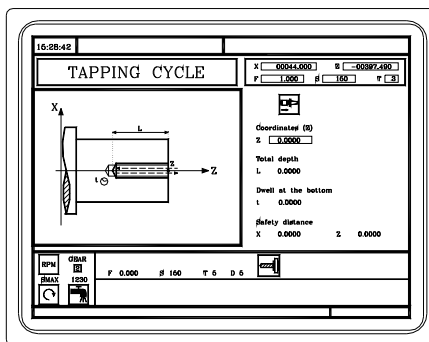 16:28:42
X 00044.000 Z -00397.490
F 1.000 S 160 T 3
TAPPING CYCLE
X
L
Z
Z
t
Coordinates (Z)
Z 0.0000
Total depth
L 0.0000
Dwell at the bottom
t 0.0000
Safety distance
X 0.0000 Z 0.0000
RPM GEAR
2
SMAX 1230
F 0.000 S 160 T 5 D 5